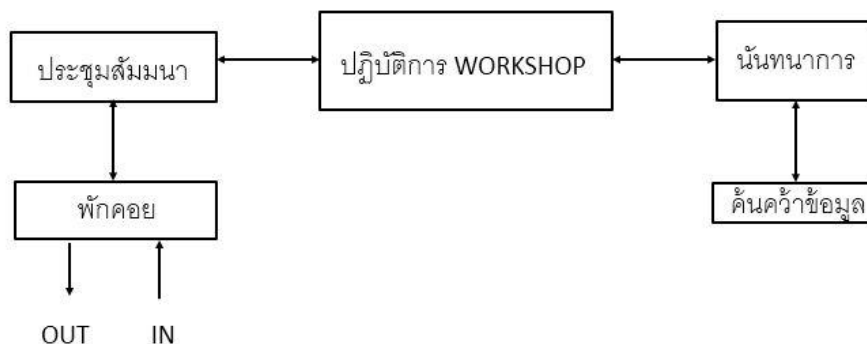 ประชุมสัมมนา
ปฏิบัติการ WORKSHOP
นันทนาการ
พักคอย
ค้นคว้าข้อมูล
OUT IN